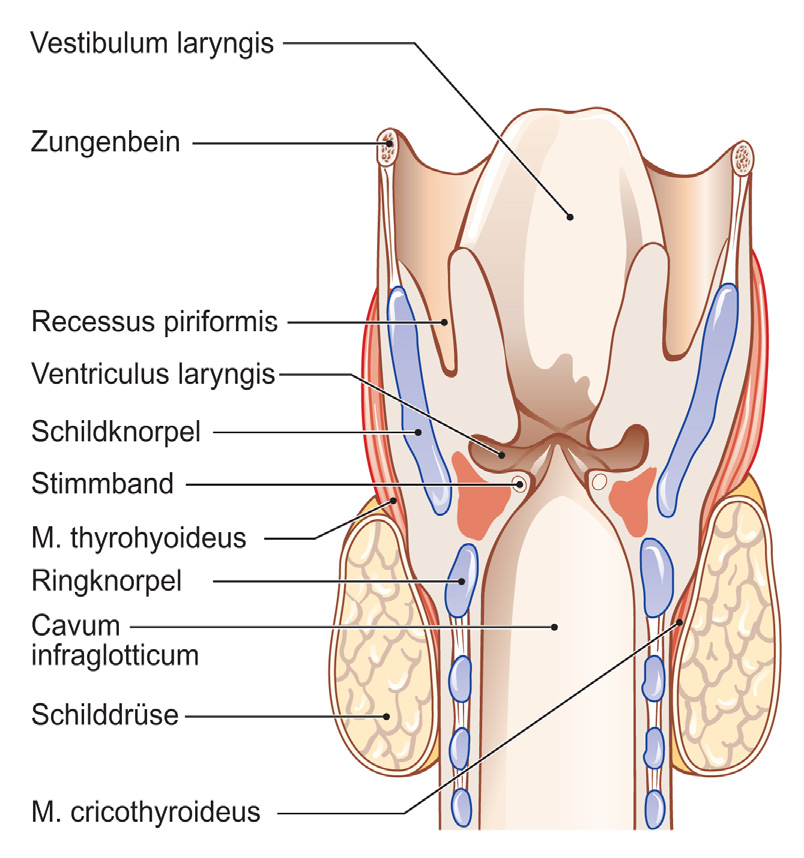 Vestibulum laryngis
Zungenbein
Recessus piriformis
Ventriculus laryngis
Schildknorpel
Stimmband
M. thyrohyoideus
Ringknorpel
Cavum
infraglotticum
Schilddrüse
M. cricothyroideus